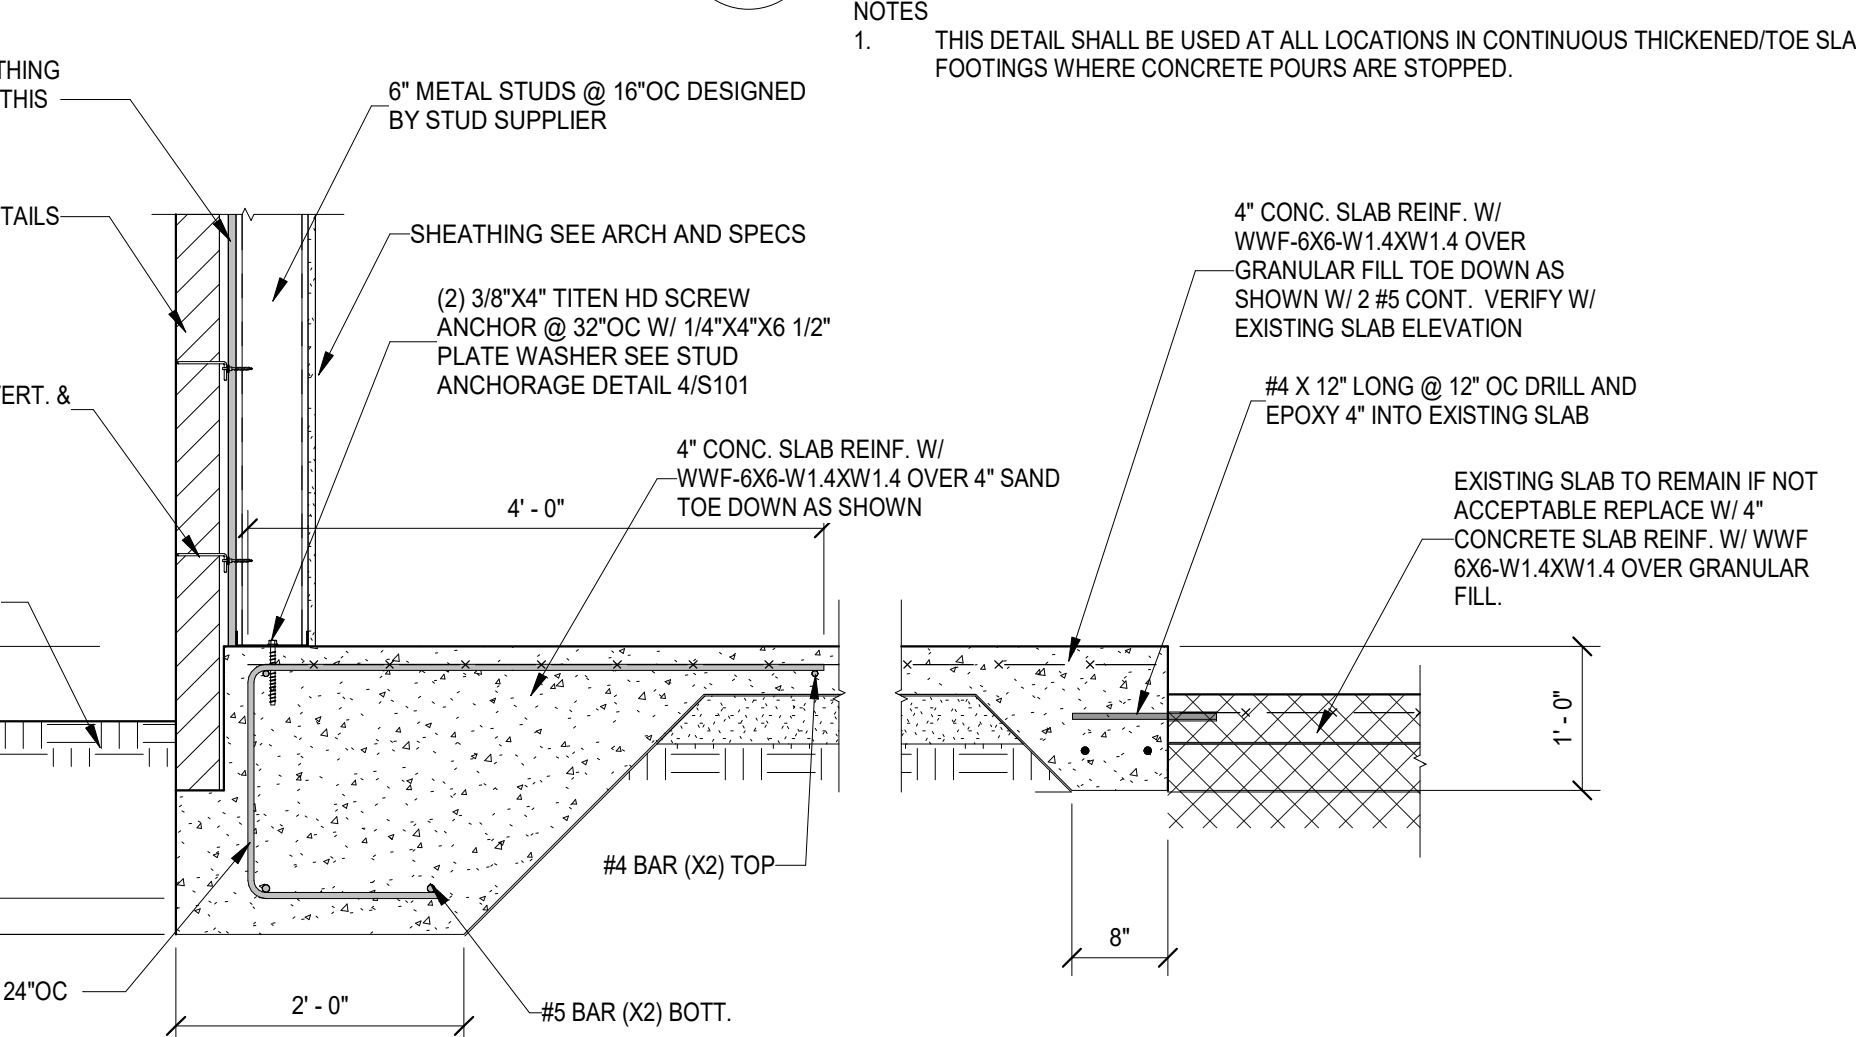 NOTES
1. THIS DETAIL SHALL BE USED AT ALL LOCATIONS IN CONTINUOUS THICKENED/TOE SLA
FOOTINGS WHERE CONCRETE POURS ARE STOPPED.
THING
THIS
6" METAL STUDS @ 16"OC DESIGNED
BY STUD SUPPLIER
TAILS
SHEATHING SEE ARCH AND SPECS
(2) 3/8"X4" TITEN HD SCREW
ANCHOR @ 32"OC W/ 1/4"X4"X6 1/2"
PLATE WASHER SEE STUD
ANCHORAGE DETAIL 4/S101
VERT. &
4" CONC. SLAB REINF. W/
WWF-6X6-W1.4XW1.4 OVER 4" SAND
TOE DOWN AS SHOWN
4' - 0"
4" CONC. SLAB REINF. W/
WWF-6X6-W1.4XW1.4 OVER
GRANULAR FILL TOE DOWN AS
SHOWN W/ 2 #5 CONT. VERIFY W/
EXISTING SLAB ELEVATION
#4 X 12" LONG @ 12" OC DRILL AND
EPOXY 4" INTO EXISTING SLAB
EXISTING SLAB TO REMAIN IF NOT
ACCEPTABLE REPLACE W/ 4"
CONCRETE SLAB REINF. W/ WWF
6X6-W1.4XW1.4 OVER GRANULAR
FILL.
1' - 0"
#4 BAR (X2) TOP
8"
24"OC
2' - 0"
#5 BAR (X2) BOTT.